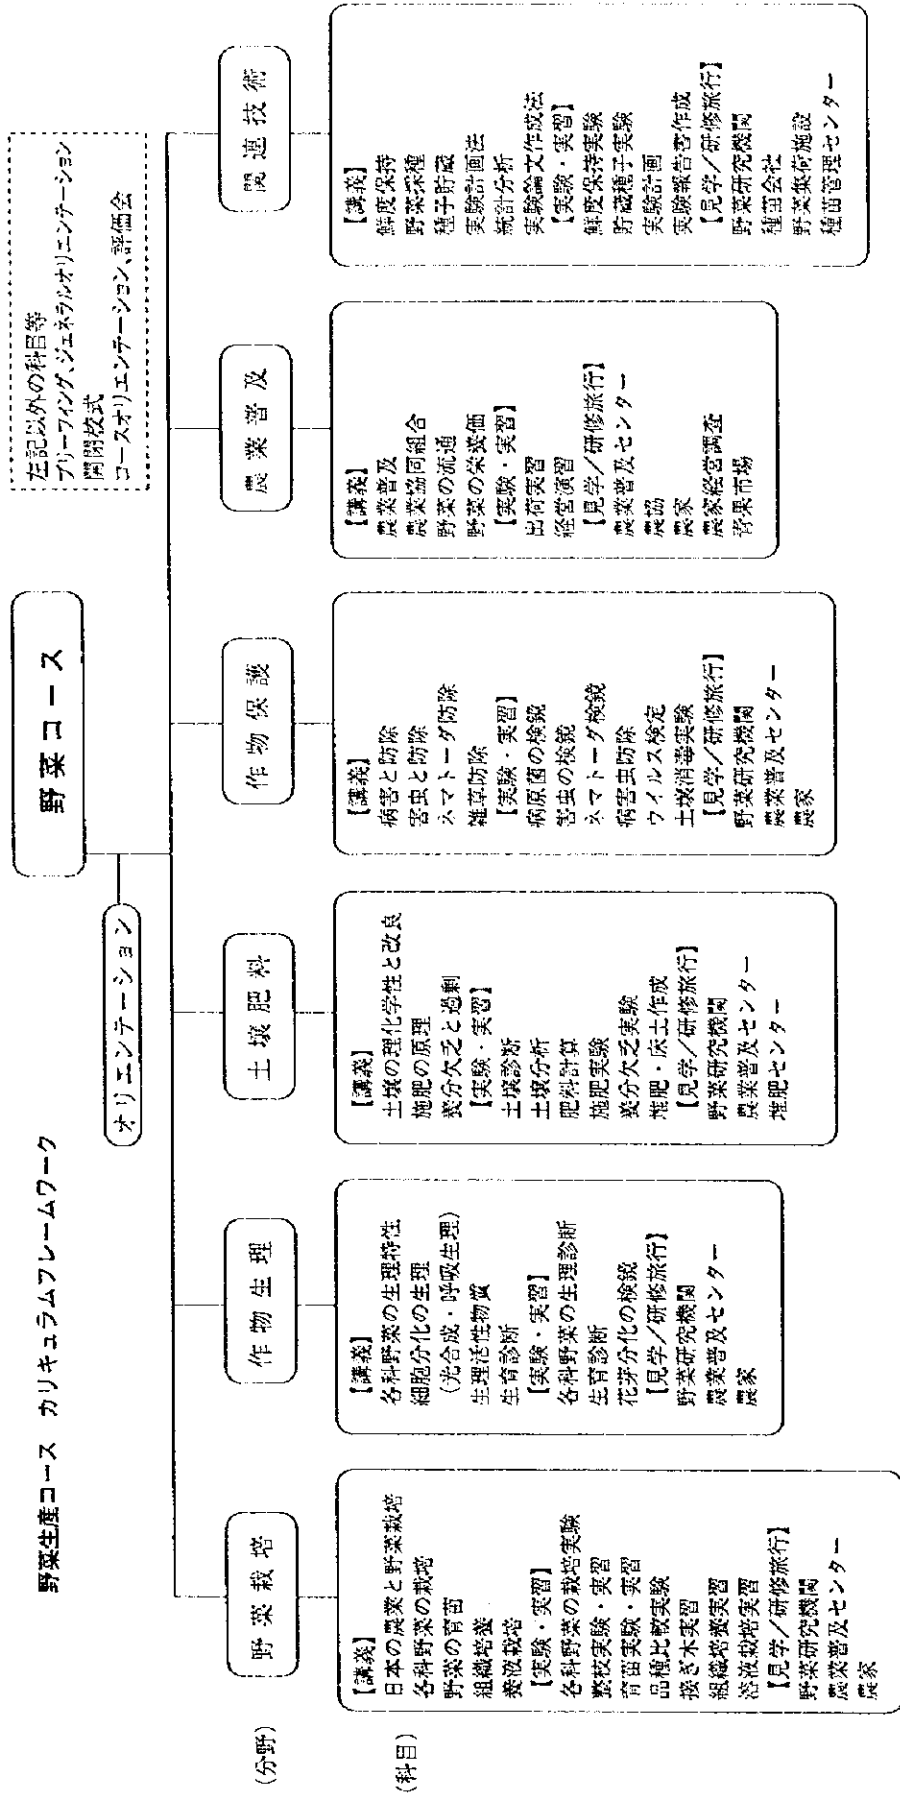 野菜生産コース カリキュラムフレームワーク
野菜コース
左記以外の科目等
ブリーフィング、ジェネラルオリエンテーション
開閉校式
コースオリエンテーション、評価会
オリエンテーション
(分野)
野菜栽培
作物生理
土壌肥料
作物保護
農業普及
関連技術
(科目)
【講義】
日本の農業と野菜栽培
各科野菜の栽培
野菜の育苗
組織培養
養液栽培
【実験・実習】
各科野菜の栽培実験
整枝実験・実習
育苗実験・実習
品種比較実験
接ぎ木実習
組織培養実習
溶液栽培実習
【見学/研修旅行】
野菜研究機関
農業普及センター
農家
【講義】
各科野菜の生理特性
細胞分化の生理
(光合成・呼吸生理)
生理活性物質
生育診断
【実験・実習】
各科野菜の生理診断
生育診断
花芽分化の検鏡
【見学/研修旅行】
野菜研究機関
農業普及センター
農家
【講義】
土壌の理化学性と改良
施肥の原理
養分欠乏と過剰
【実験・実習】
土壌診断
土壌分析
肥料計算
施肥実験
養分欠乏実験
堆肥・床土作成
【見学/研修旅行】
野菜研究機関
農業普及センター
堆肥センター
【講義】
病害と防除
害虫と防除
ネマトーダ防除
雑草防除
【実験・実習】
病原菌の検鏡
害虫の検鏡
ネマトーダ検鏡
病害虫防除
ウイルス検定
土壌消毒実験
【見学/研修旅行】
野菜研究機関
農業普及センター
農家
【講義】
農業普及
農業協同組合
野菜の流通
野菜の栄養価
【実験・実習】
出荷実習
経営演習
【見学/研修旅行】
農業普及センター
農協
農家
農家経営調査
青果市場
【講義】
鮮度保持
野菜採種
種子貯蔵
実験計画法
統計分析
実験論文作成法
【実験・実習】
鮮度保持実験
貯蔵種子実験
実験計画
実験報告書作成
【見学/研修旅行】
野菜研究機関
種苗会社
野菜集荷施設
種苗管理センター